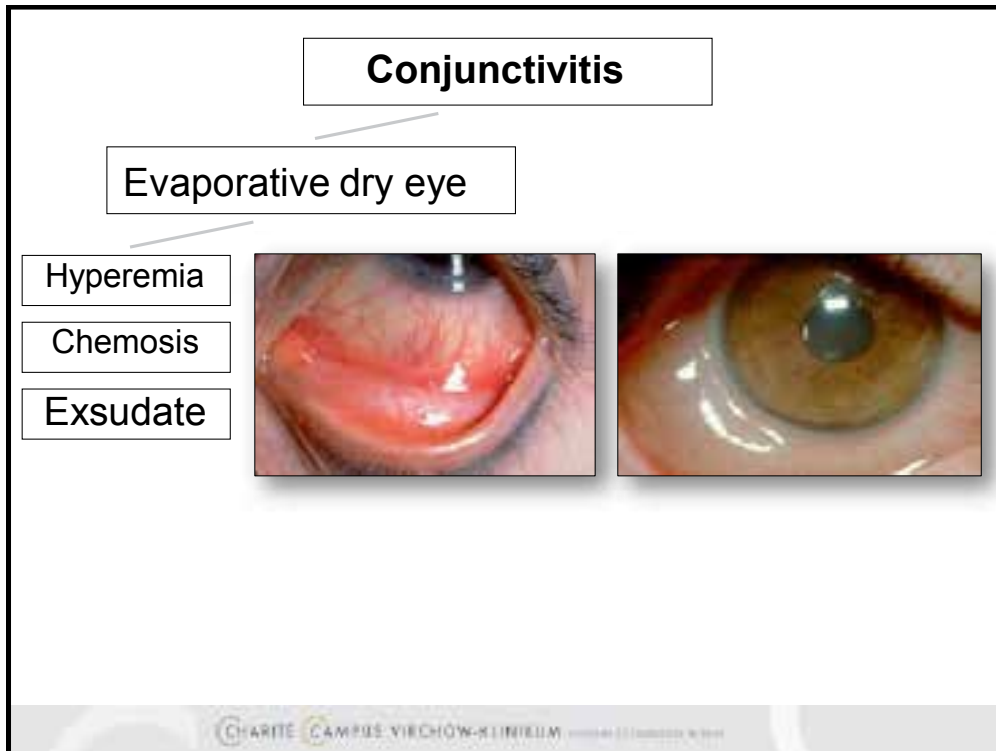 Conjunctivitis
Evaporative dry eye
Hyperemia
Chemosis
Exsudate
CHARITÉ CAMPUS VIRCHOW-KLINIKUM